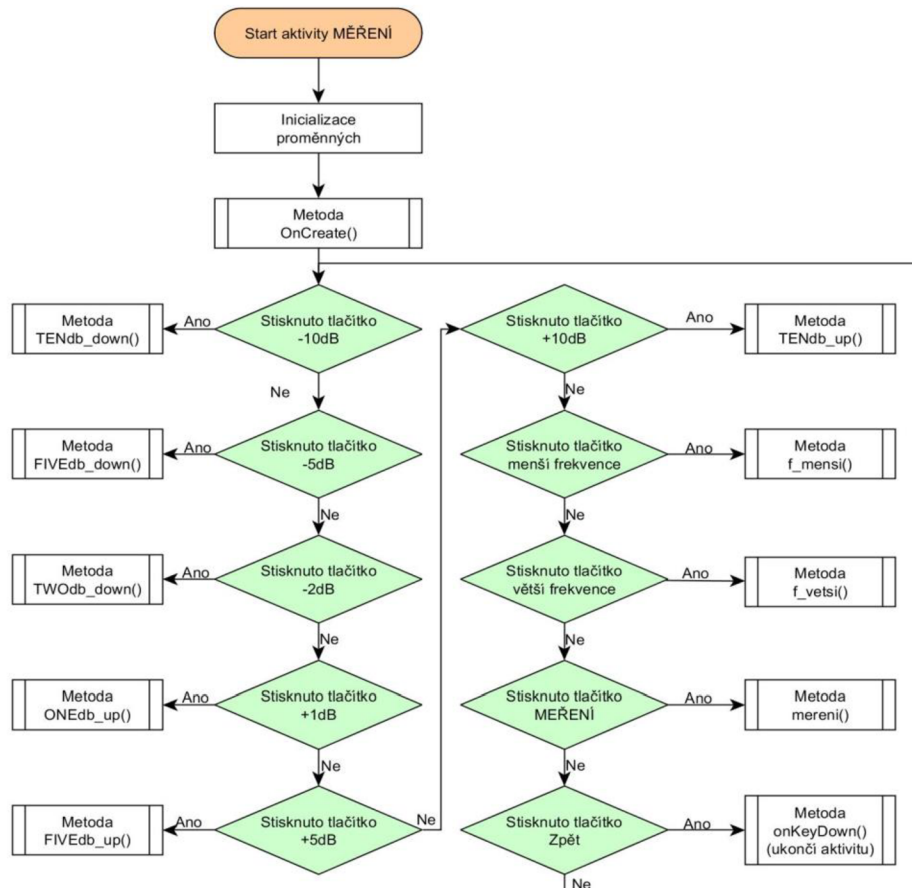 Start aktivity MĚŘENÍ
Inicializace
proměnných
Metoda
OnCreate()
Stisknuto tlačítko
-10dB
Ano
Metoda
TENdb_down()
Ne
Stisknuto tlačítko
-5dB
Ano
Metoda
FIVEdb_down()
Ne
Stisknuto tlačítko
-2dB
Ano
Metoda
TWOdb_down()
Ne
Stisknuto tlačítko
+1dB
Ano
Metoda
ONEdb_up()
Ne
Stisknuto tlačítko
+5dB
Ano
Metoda
FIVEdb_up()
Ne
Stisknuto tlačítko
+10dB
Ano
Metoda
TENdb_up()
Ne
Stisknuto tlačítko
menší frekvence
Ano
Metoda
f_mensi()
Ne
Stisknuto tlačítko
větší frekvence
Ano
Metoda
f_vetsi()
Ne
Stisknuto tlačítko
MEŘENÍ
Ano
Metoda
mereni()
Ne
Stisknuto tlačítko
Zpět
Ano
Metoda
onKeyDown()
(ukončí aktivitu)
Ne